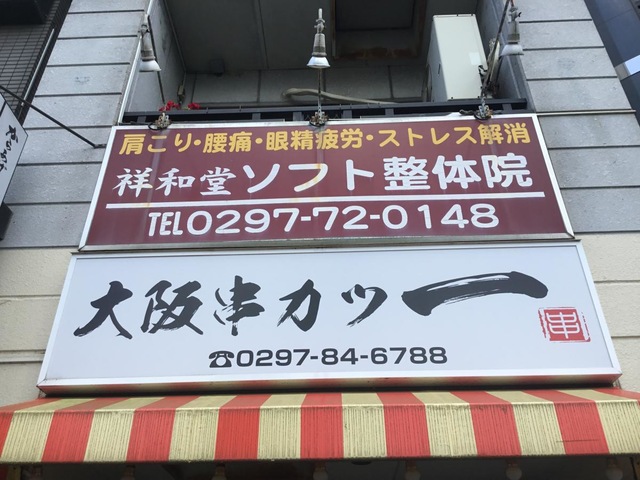 肩こり・腰痛・眼精疲労・ストレス解消
祥和堂ソフト整体院
TEL0297-72-0148
大阪串カツ一
串
☎0297-84-6788